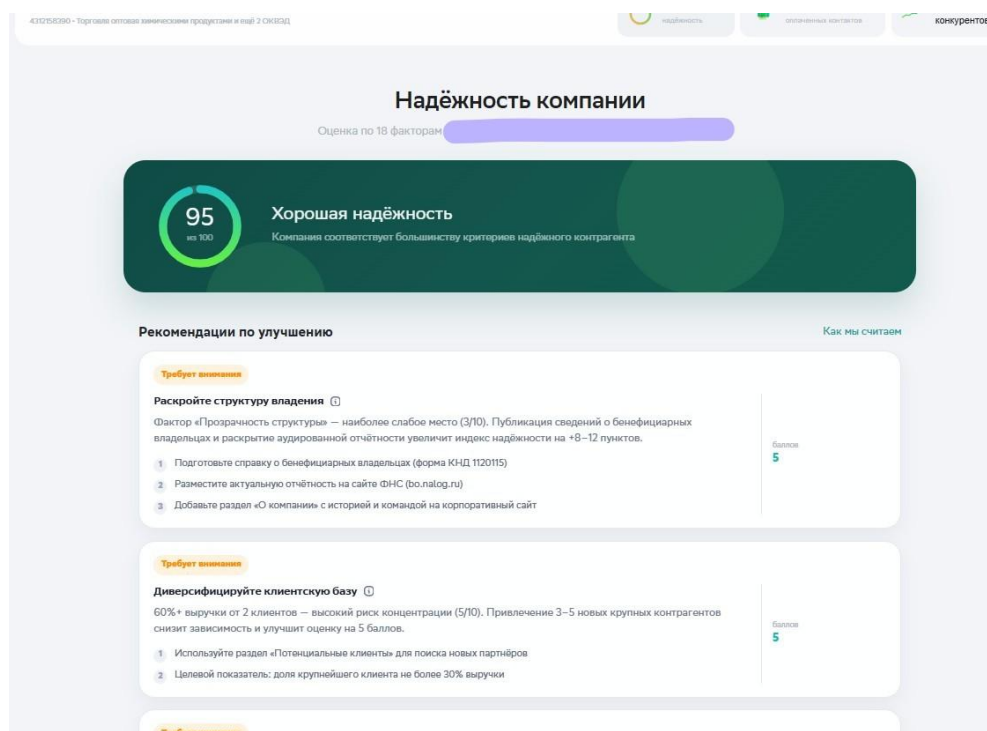 4312158390 - Торговля оптовая химическими продуктами и ещё 2 ОКВЭД
надёжность
оплаченных контактов
конкурентов
Надёжность компании
Оценка по 18 факторам
95
из 100
Хорошая надёжность
Компания соответствует большинству критериев надёжного контрагента
Рекомендации по улучшению
Как мы считаем
Требует внимания
Раскройте структуру владения
Фактор «Прозрачность структуры» — наиболее слабое место (3/10). Публикация сведений о бенефициарных
владельцах и раскрытие аудированной отчётности увеличит индекс надёжности на +8–12 пунктов.
1 Подготовьте справку о бенефициарных владельцах (форма КНД 1120115)
2 Разместите актуальную отчётность на сайте ФНС (bo.nalog.ru)
3 Добавьте раздел «О компании» с историей и командой на корпоративный сайт
баллов
5
Требует внимания
Диверсифицируйте клиентскую базу
60%+ выручки от 2 клиентов — высокий риск концентрации (5/10). Привлечение 3–5 новых крупных контрагентов
снизит зависимость и улучшит оценку на 5 баллов.
1 Используйте раздел «Потенциальные клиенты» для поиска новых партнёров
2 Целевой показатель: доля крупнейшего клиента не более 30% выручки
баллов
5